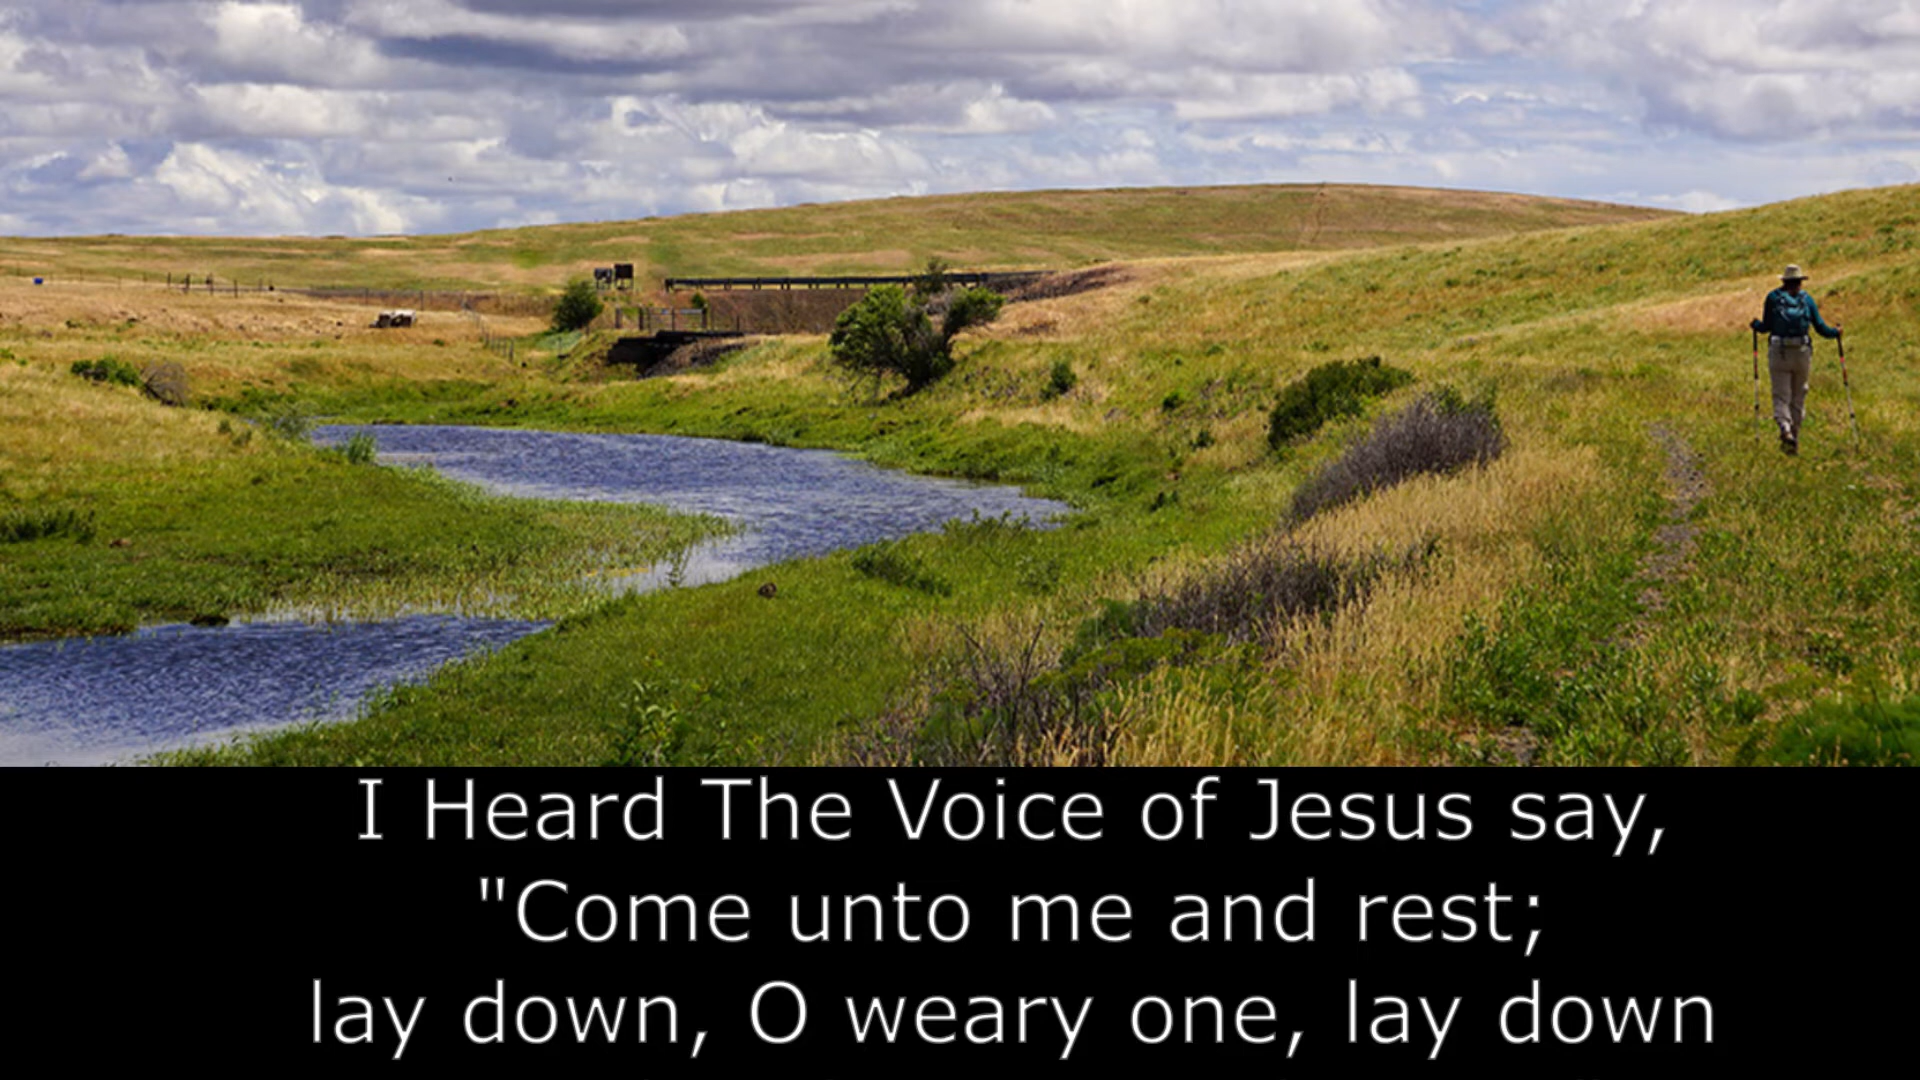 I Heard The Voice of Jesus say,
"Come unto me and rest;
lay down, O weary one, lay down